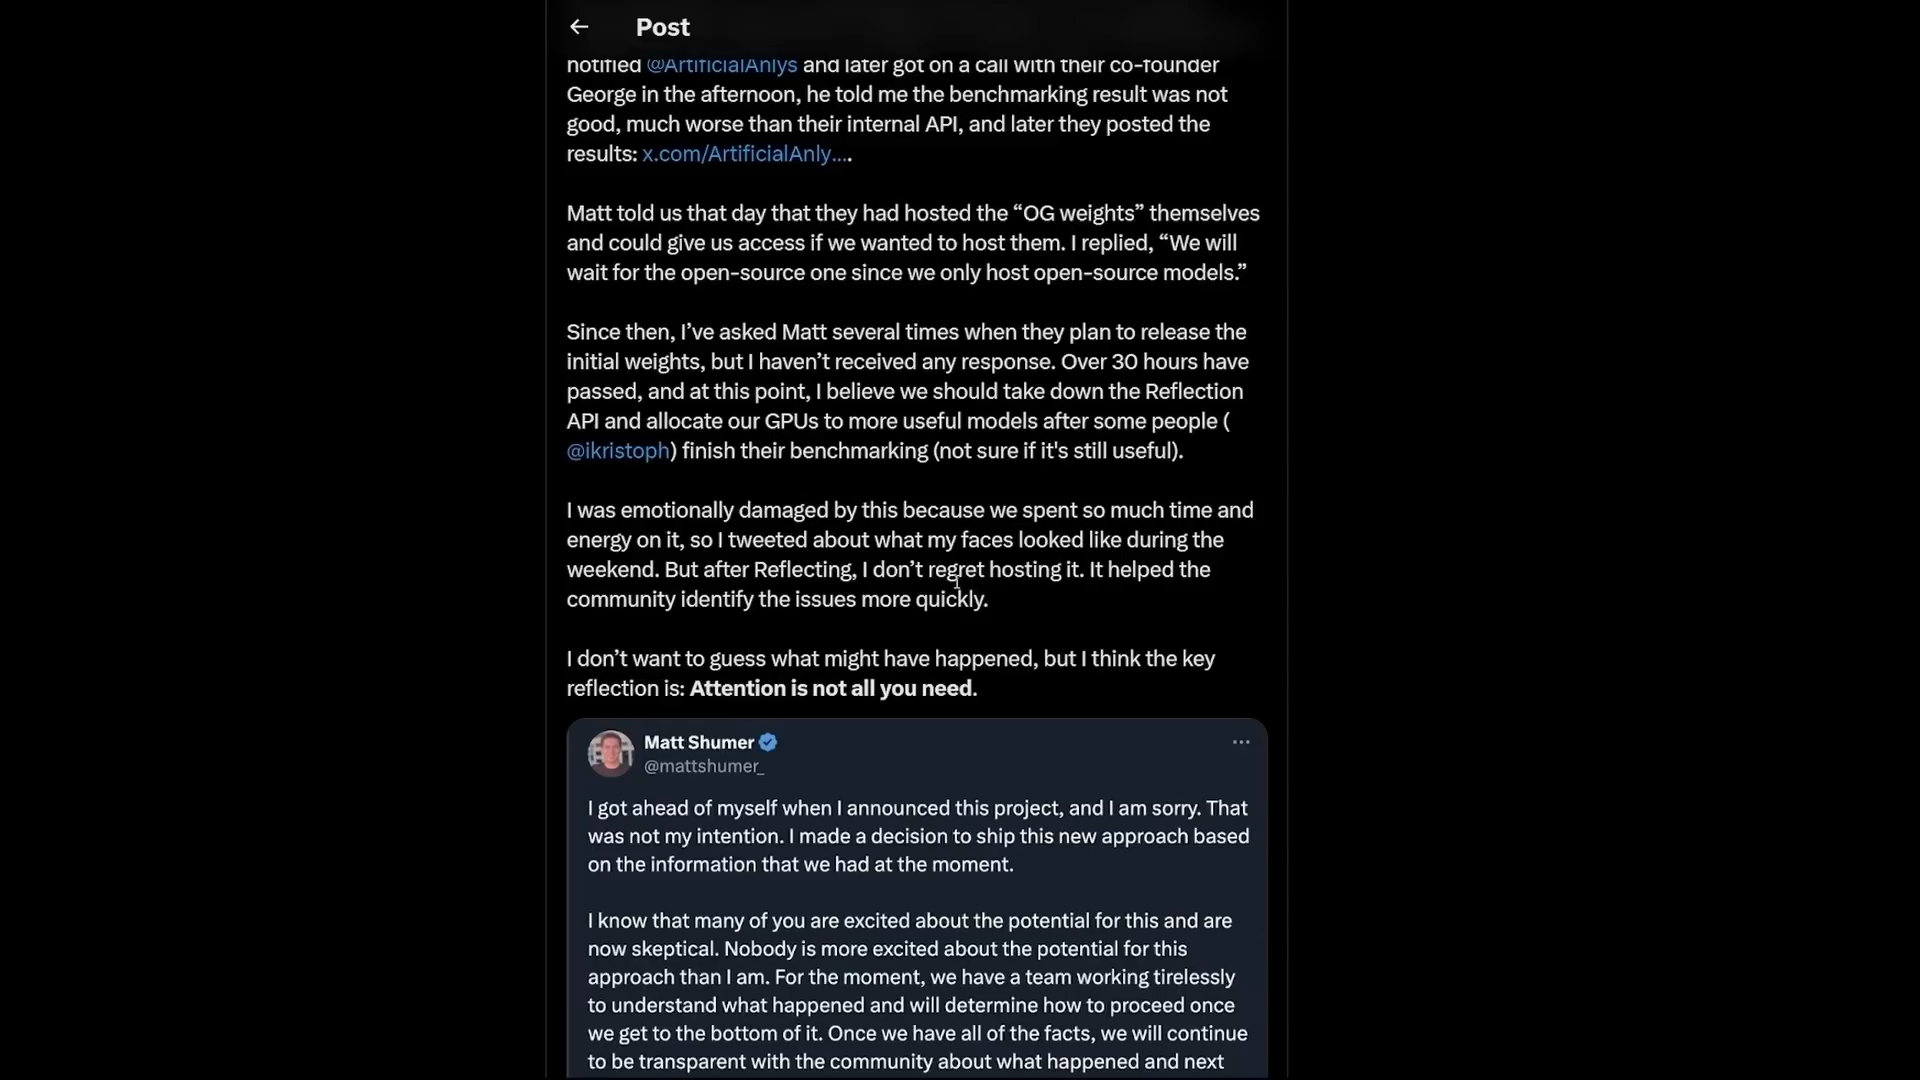 Post
notified @ArtificialAnlys and later got on a call with their co-founder
George in the afternoon, he told me the benchmarking result was not
good, much worse than their internal API, and later they posted the
results: x.com/ArtificialAnly….
Matt told us that day that they had hosted the “OG weights” themselves
and could give us access if we wanted to host them. I replied, “We will
wait for the open-source one since we only host open-source models.”
Since then, I’ve asked Matt several times when they plan to release the
initial weights, but I haven’t received any response. Over 30 hours have
passed, and at this point, I believe we should take down the Reflection
API and allocate our GPUs to more useful models after some people (
@ikristoph) finish their benchmarking (not sure if it's still useful).
I was emotionally damaged by this because we spent so much time and
energy on it, so I tweeted about what my faces looked like during the
weekend. But after Reflecting, I don’t regret hosting it. It helped the
community identify the issues more quickly.
I don’t want to guess what might have happened, but I think the key
reflection is: Attention is not all you need.
Matt Shumer
@mattshumer_
I got ahead of myself when I announced this project, and I am sorry. That
was not my intention. I made a decision to ship this new approach based
on the information that we had at the moment.
I know that many of you are excited about the potential for this and are
now skeptical. Nobody is more excited about the potential for this
approach than I am. For the moment, we have a team working tirelessly
to understand what happened and will determine how to proceed once
we get to the bottom of it. Once we have all of the facts, we will continue
to be transparent with the community about what happened and next